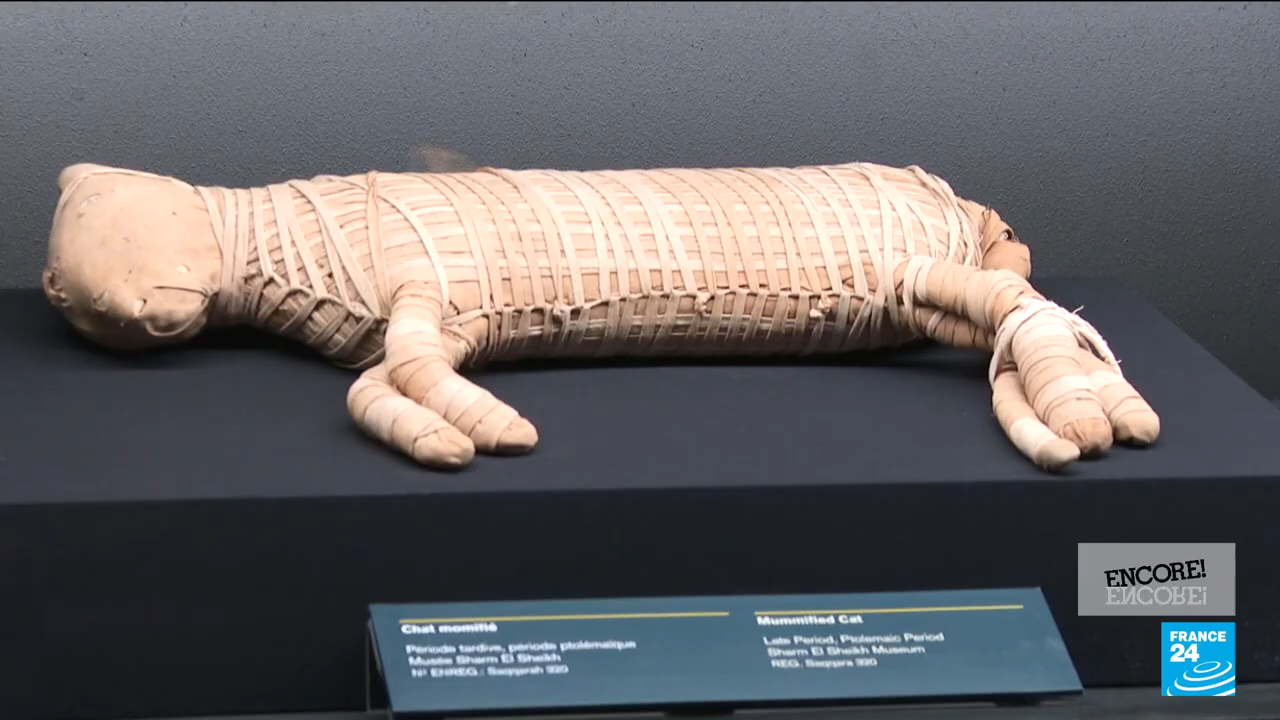 Chat momifié
Période tardive, période ptolémaïque
Musée Sharm El Sheikh
N° ENREG.: Saqqarah 320
Mummified Cat
Late Period, Ptolemaic Period
Sharm El Sheikh Museum
REG. Saqqara 320
ENCORE!
ENCORE!
FRANCE
24